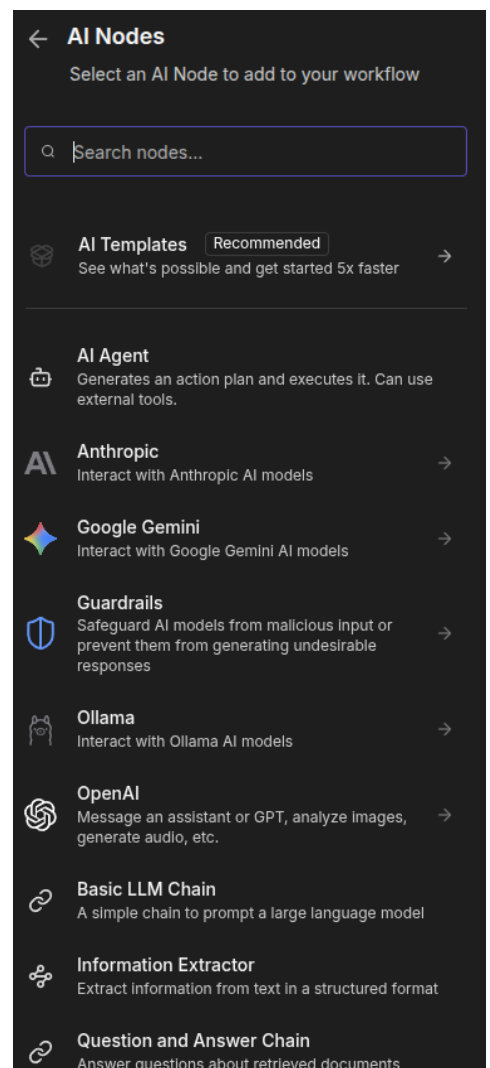 AI Nodes
Select an AI Node to add to your workflow
Search nodes...
AI Templates Recommended
See what's possible and get started 5x faster
AI Agent
Generates an action plan and executes it. Can use
external tools.
Anthropic
Interact with Anthropic AI models
Google Gemini
Interact with Google Gemini AI models
Guardrails
Safeguard AI models from malicious input or
prevent them from generating undesirable
responses
Ollama
Interact with Ollama AI models
OpenAI
Message an assistant or GPT, analyze images,
generate audio, etc.
Basic LLM Chain
A simple chain to prompt a large language model
Information Extractor
Extract information from text in a structured format
Question and Answer Chain
Answer questions about retrieved documents